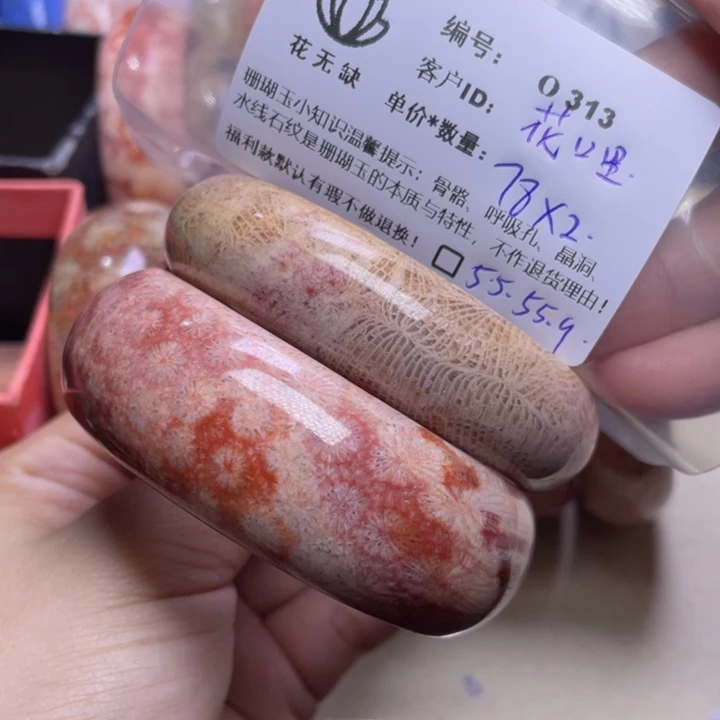 花无缺
编号: 0313
客户ID: 花口里
单价*数量: 78×2.
珊瑚玉小知识温馨提示: 骨骼、呼吸孔、晶洞、
水线石纹是珊瑚玉的本质与特性, 不作退货理由!
福利款默认有瑕不做退换! 55.55.9.